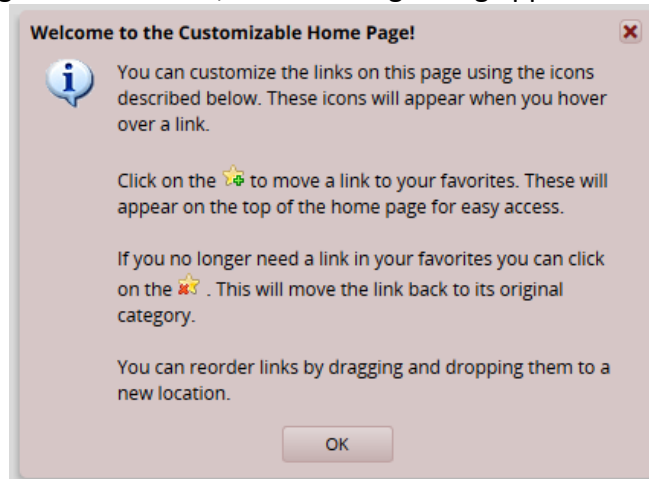 Welcome to the Customizable Home Page!
You can customize the links on this page using the icons
described below. These icons will appear when you hover
over a link.
Click on the to move a link to your favorites. These will
appear on the top of the home page for easy access.
If you no longer need a link in your favorites you can click
on the . This will move the link back to its original
category.
You can reorder links by dragging and dropping them to a
new location.
OK